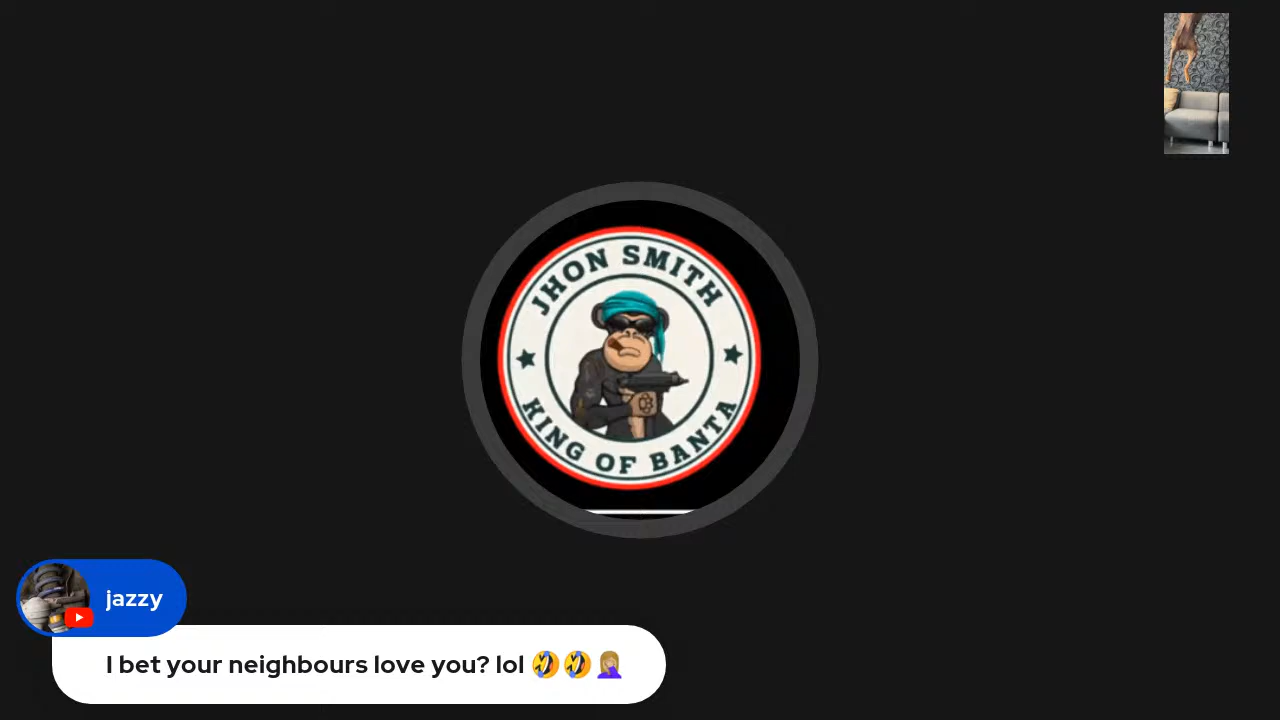 JHON SMITH
KING OF BANTA
jazzy
I bet your neighbours love you? lol 🤣🤣🤦🏼‍♀️